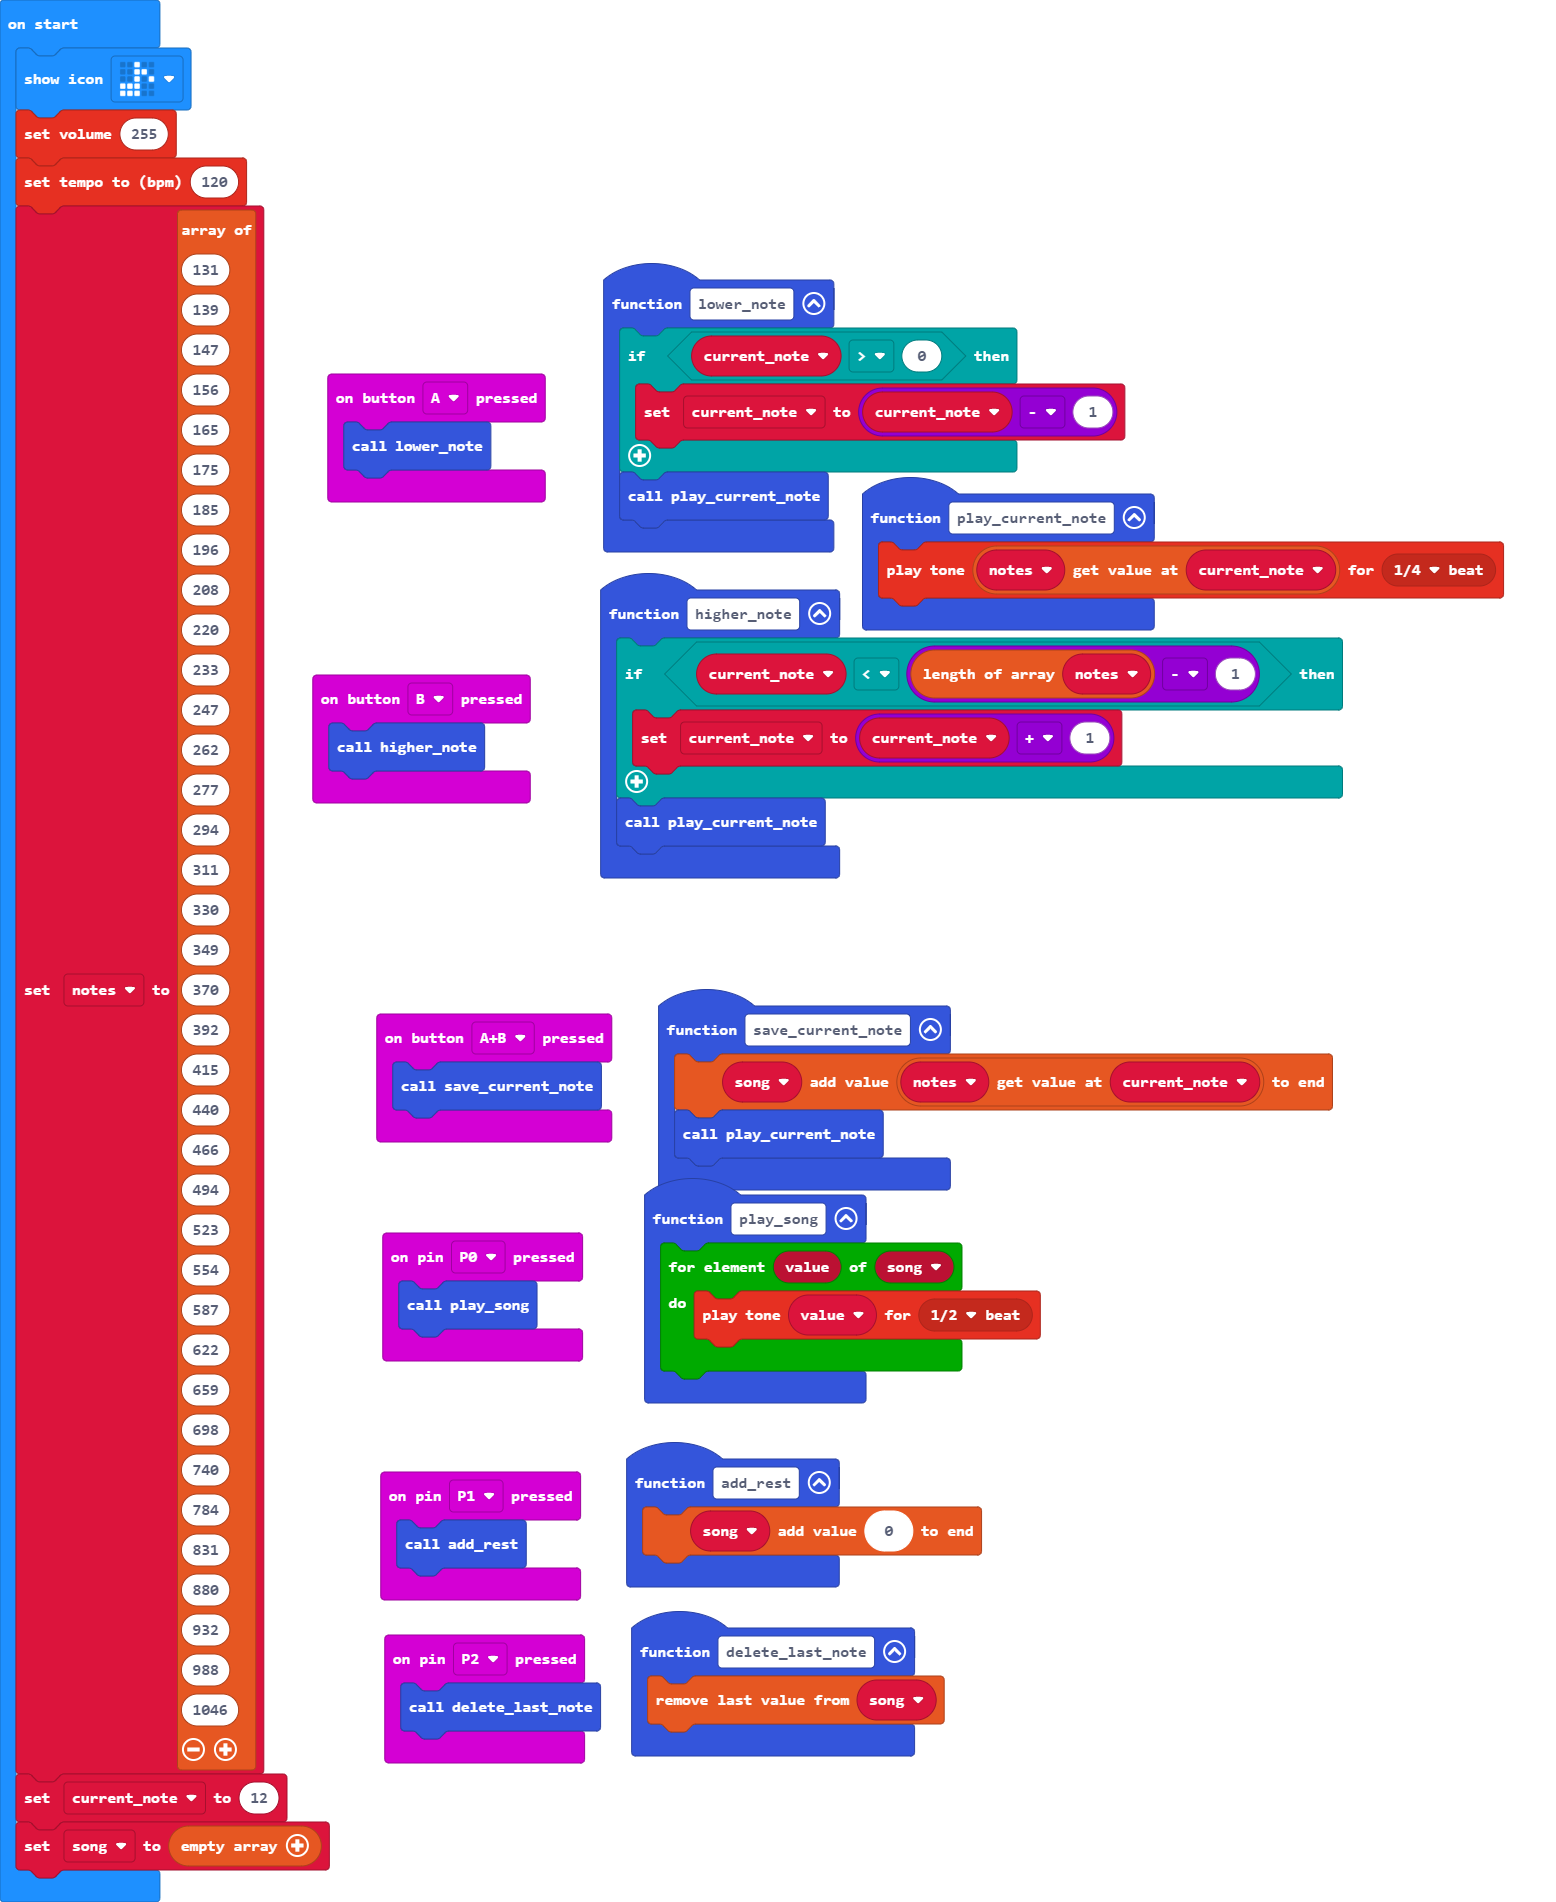 on start
show icon
set volume 255
set tempo to (bpm) 120
set notes to array of
131
139
147
156
165
175
185
196
208
220
233
247
262
277
294
311
330
349
370
392
415
440
466
494
523
554
587
622
659
698
740
784
831
880
932
988
1046
set current_note to 12
set song to empty array
on button A pressed
call lower_note
function lower_note
if current_note > 0 then
set current_note to current_note - 1
call play_current_note
function play_current_note
play tone notes get value at current_note for 1/4 beat
on button B pressed
call higher_note
function higher_note
if current_note < length of array notes - 1 then
set current_note to current_note + 1
call play_current_note
on button A+B pressed
call save_current_note
function save_current_note
song add value notes get value at current_note to end
call play_current_note
on pin P0 pressed
call play_song
function play_song
for element value of song
do play tone value for 1/2 beat
on pin P1 pressed
call add_rest
function add_rest
song add value 0 to end
on pin P2 pressed
call delete_last_note
function delete_last_note
remove last value from song